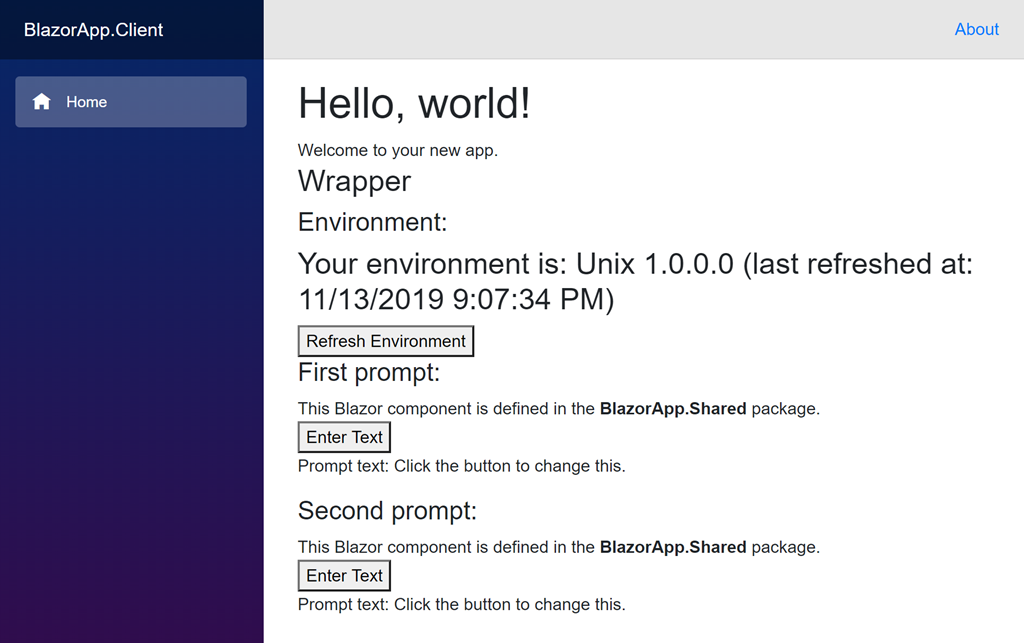 BlazorApp.Client
About
Home
Hello, world!
Welcome to your new app.
Wrapper
Environment:
Your environment is: Unix 1.0.0.0 (last refreshed at:
11/13/2019 9:07:34 PM)
Refresh Environment
First prompt:
This Blazor component is defined in the BlazorApp.Shared package.
Enter Text
Prompt text: Click the button to change this.
Second prompt:
This Blazor component is defined in the BlazorApp.Shared package.
Enter Text
Prompt text: Click the button to change this.